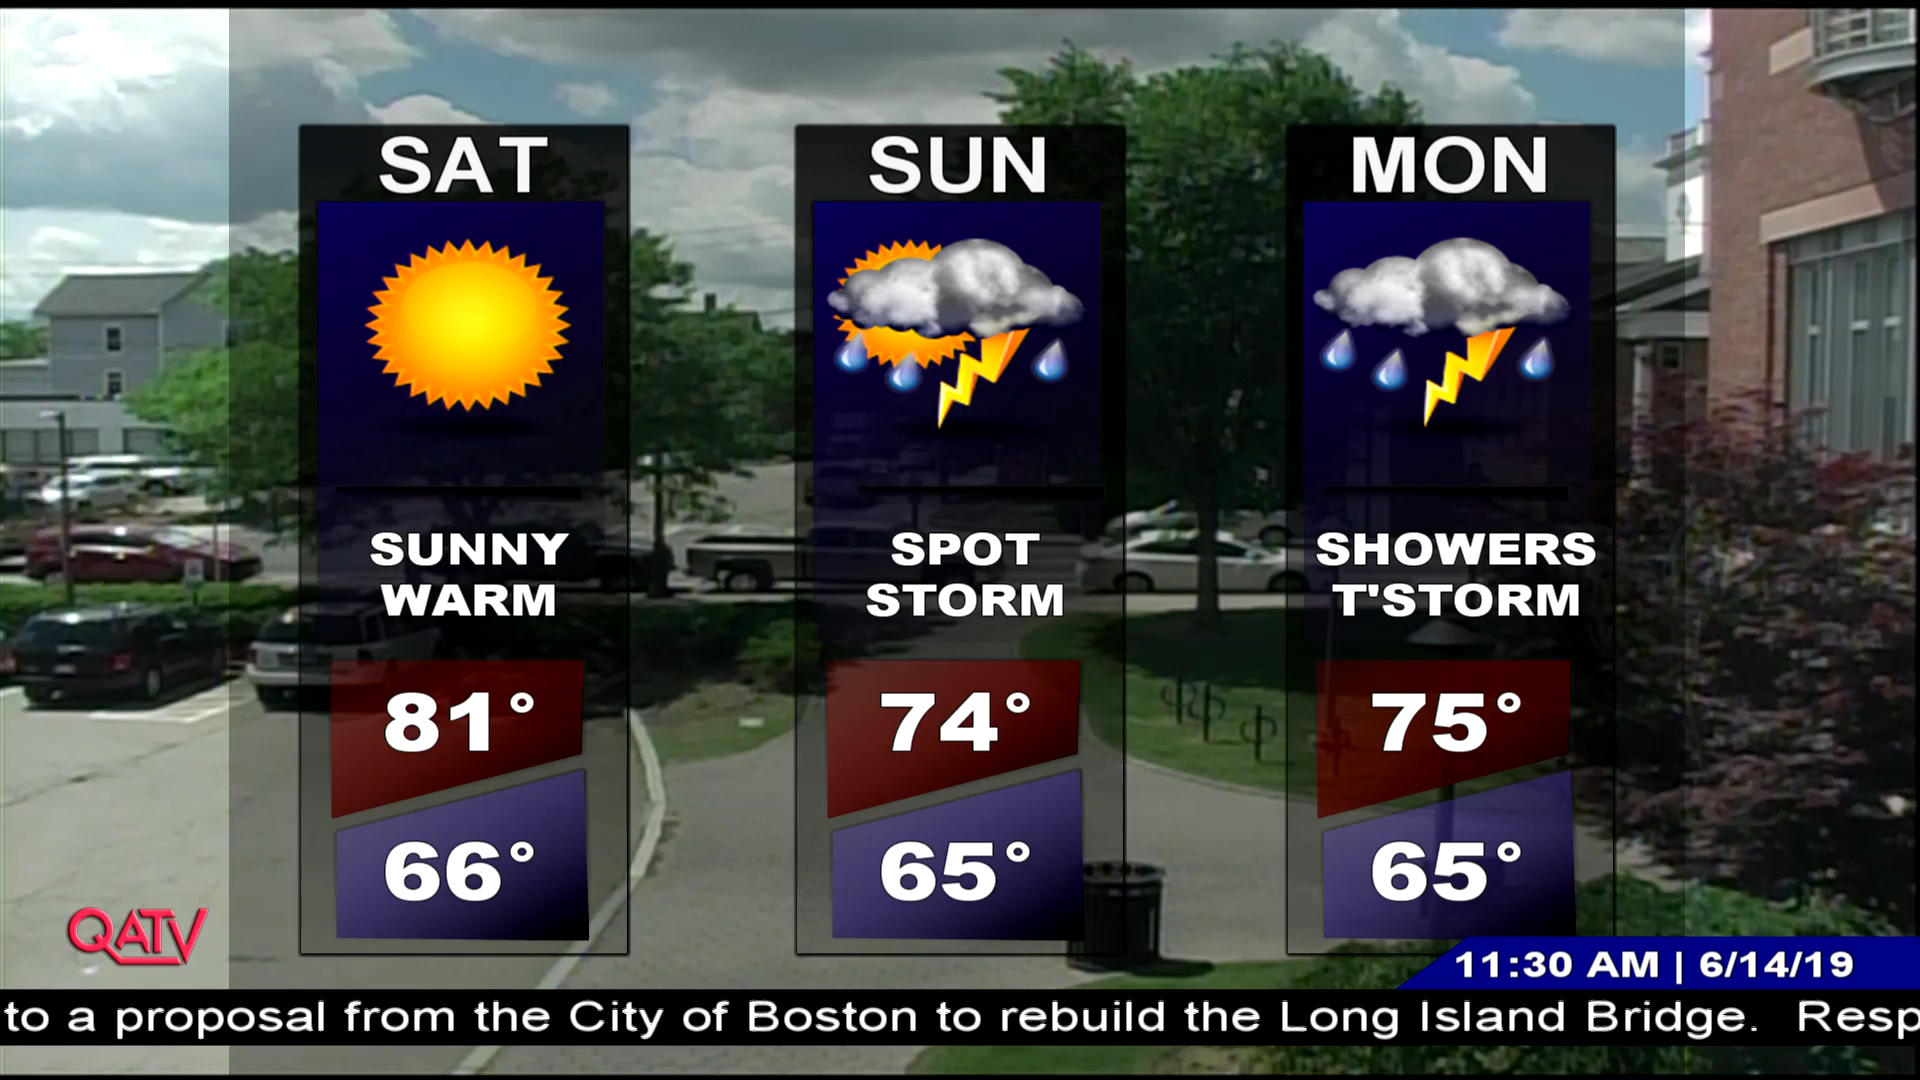 SAT
SUNNY
WARM
81°
66°
SUN
SPOT
STORM
74°
65°
MON
SHOWERS
T'STORM
75°
65°
QATV
11:30 AM | 6/14/19
to a proposal from the City of Boston to rebuild the Long Island Bridge.  Resp